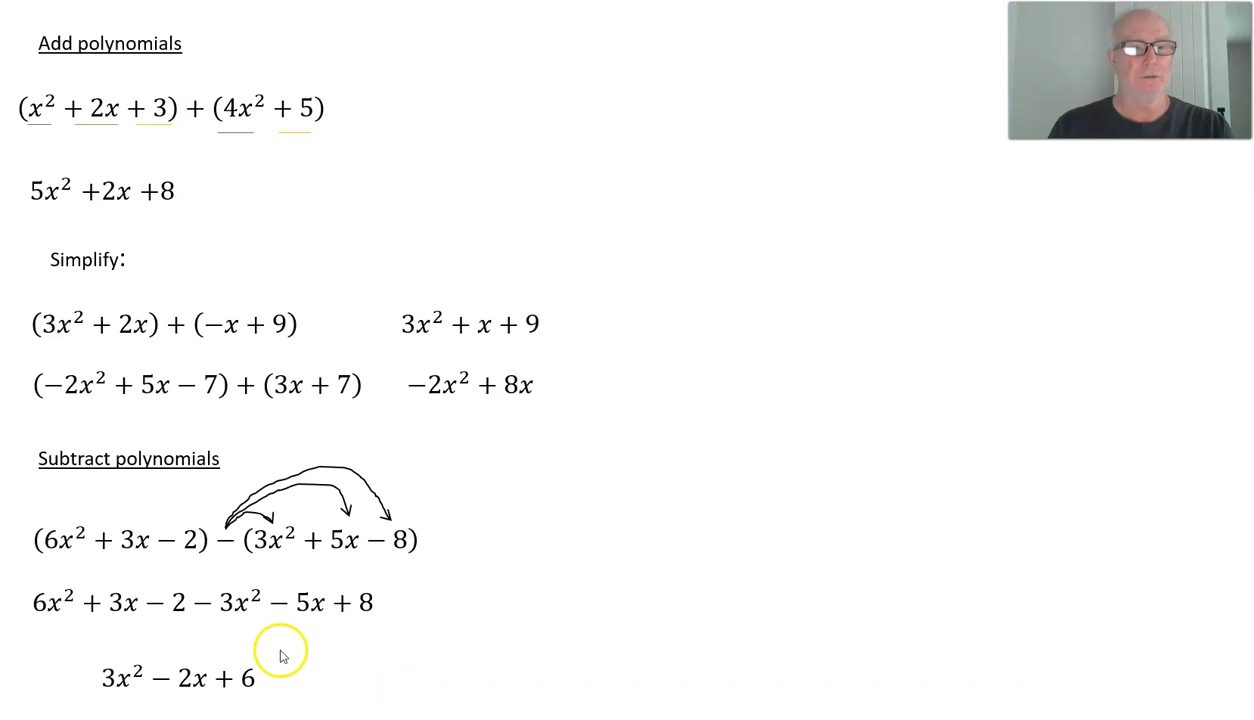 Add polynomials
(x² + 2x + 3) + (4x² + 5)
5x² +2x +8
Simplify:
(3x² + 2x) + (−x + 9) 3x² + x + 9
(−2x² + 5x − 7) + (3x + 7) −2x² + 8x
Subtract polynomials
(6x² + 3x − 2) − (3x² + 5x − 8)
6x² + 3x − 2 − 3x² − 5x + 8
3x² − 2x + 6